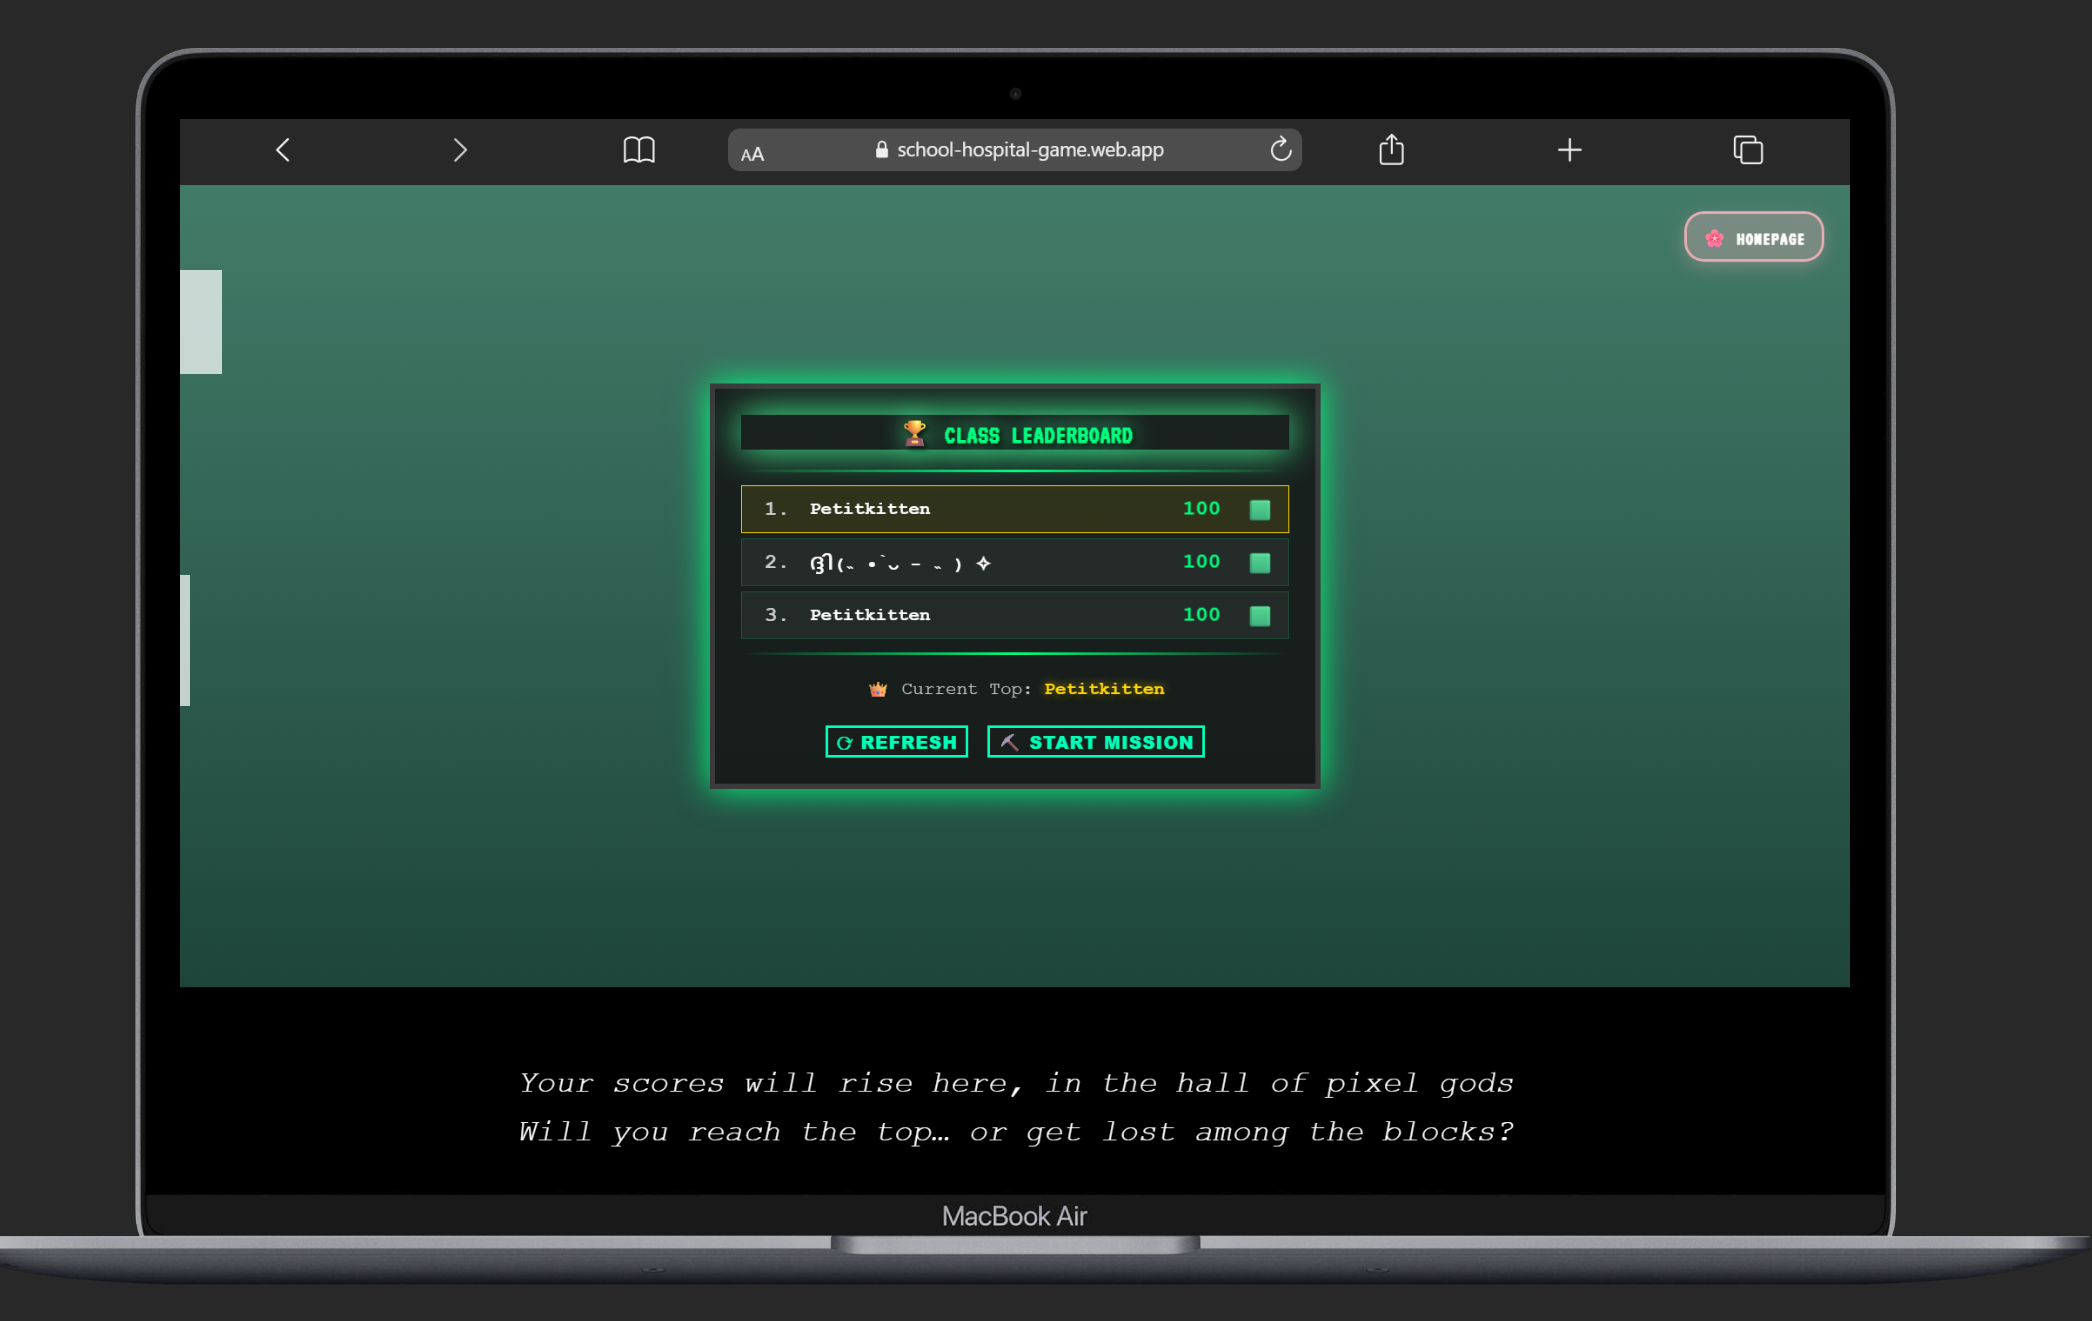 AA school-hospital-game.web.app
HOMEPAGE
CLASS LEADERBOARD
1. Petitkitten 100
2. 100
3. Petitkitten 100
Current Top: Petitkitten
REFRESH START MISSION
Your scores will rise here, in the hall of pixel gods
Will you reach the top… or get lost among the blocks?
MacBook Air